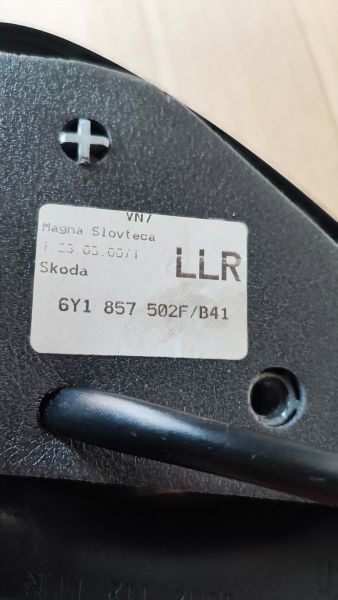 VN7
Magna Slovteca
Skoda
LLR
6Y1 857 502F/B41